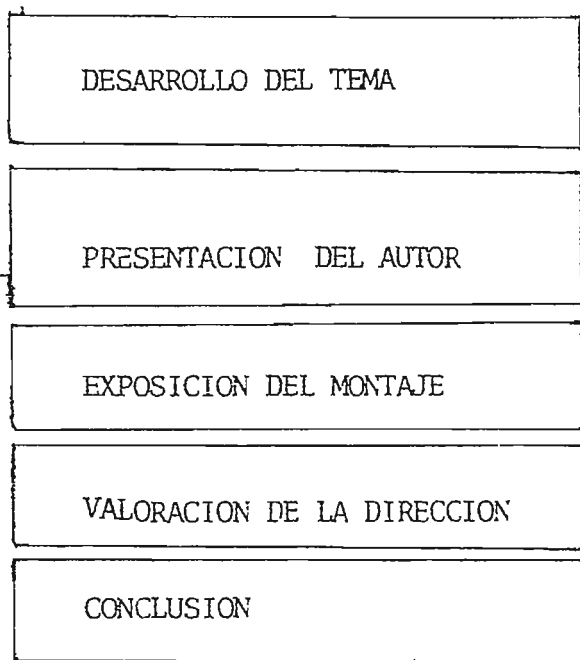 DESARROLLO DEL TEMA
PRESENTACION DEL AUTOR
EXPOSICION DEL MONTAJE
VALORACION DE LA DIRECCION
CONCLUSION